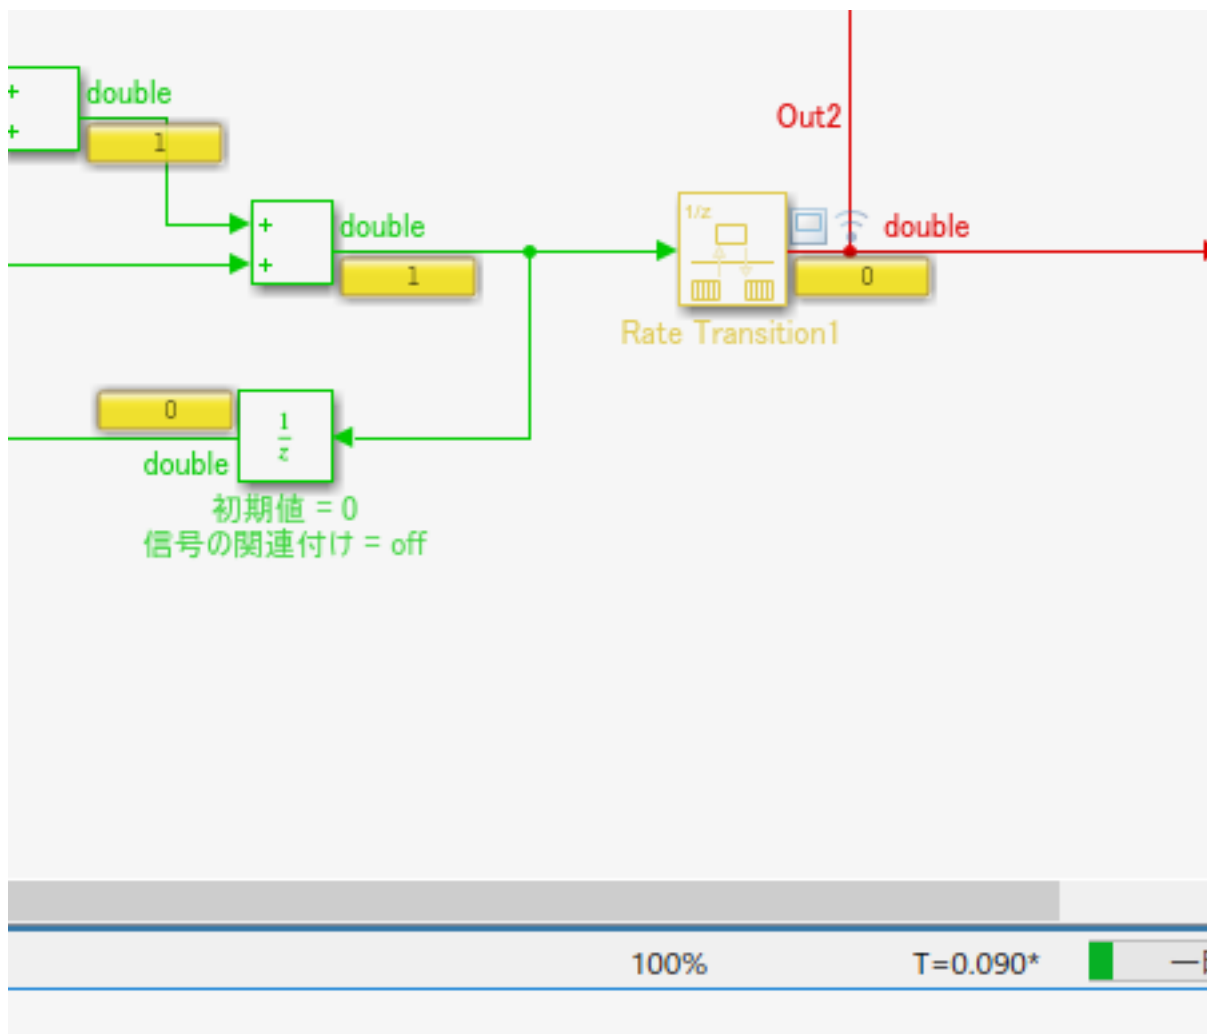 +
+
double
1
Out2
+
+
double
1
1/z
double
0
Rate Transition1
0
1
z
double
初期値 = 0
信号の関連付け = off
100%
T=0.090*
一